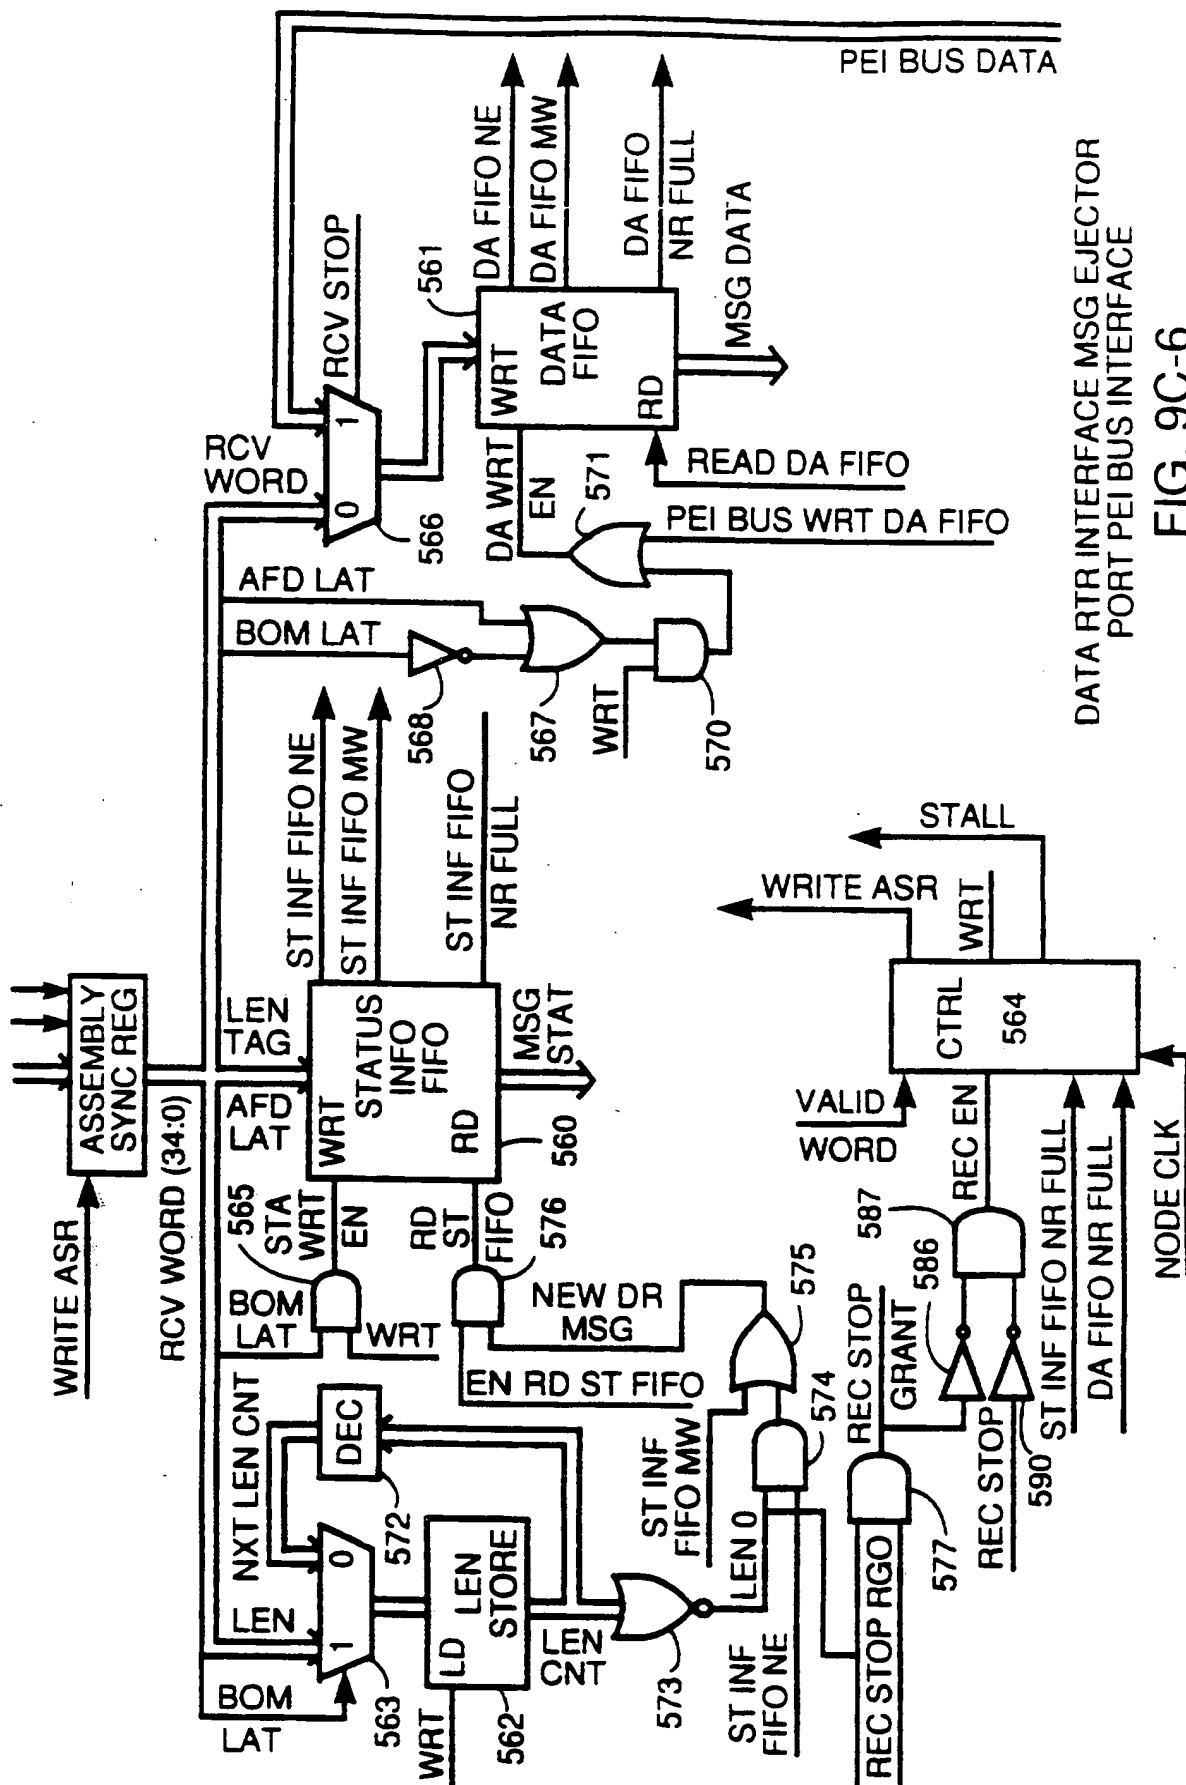 PEI BUS DATA
DA FIFO NE
DA FIFO MW
DA FIFO
NR FULL
MSG DATA
561
WRT
DATA
FIFO
RD
RCV STOP
RCV
WORD
0
1
566
DA WRT
EN
571
READ DA FIFO
PEI BUS WRT DA FIFO
AFD LAT
BOM LAT
568
567
WRT
570
DATA RTR INTERFACE MSG EJECTOR
PORT PEI BUS INTERFACE
FIG. 9C-6
ST INF FIFO NE
ST INF FIFO MW
ST INF FIFO
NR FULL
ASSEMBLY
SYNC REG
WRITE ASR
RCV WORD (34:0)
LEN
TAG
AFD
LAT
WRT
STATUS
INFO
FIFO
RD
MSG
STAT
560
565
STA
WRT
EN
RD
ST
FIFO
576
BOM
LAT
WRT
NEW DR
MSG
EN RD ST FIFO
575
574
ST INF
FIFO MW
LEN 0
ST INF
FIFO NE
NXT LEN CNT
DEC
572
LEN
1
0
BOM
LAT
563
LD
LEN
STORE
WRT
562
LEN
CNT
573
STALL
WRITE ASR
WRT
CTRL
564
VALID
WORD
REC EN
587
586
REC STOP
GRANT
577
REC STOP
590
REC STOP RGO
ST INF FIFO NR FULL
DA FIFO NR FULL
NODE CLK